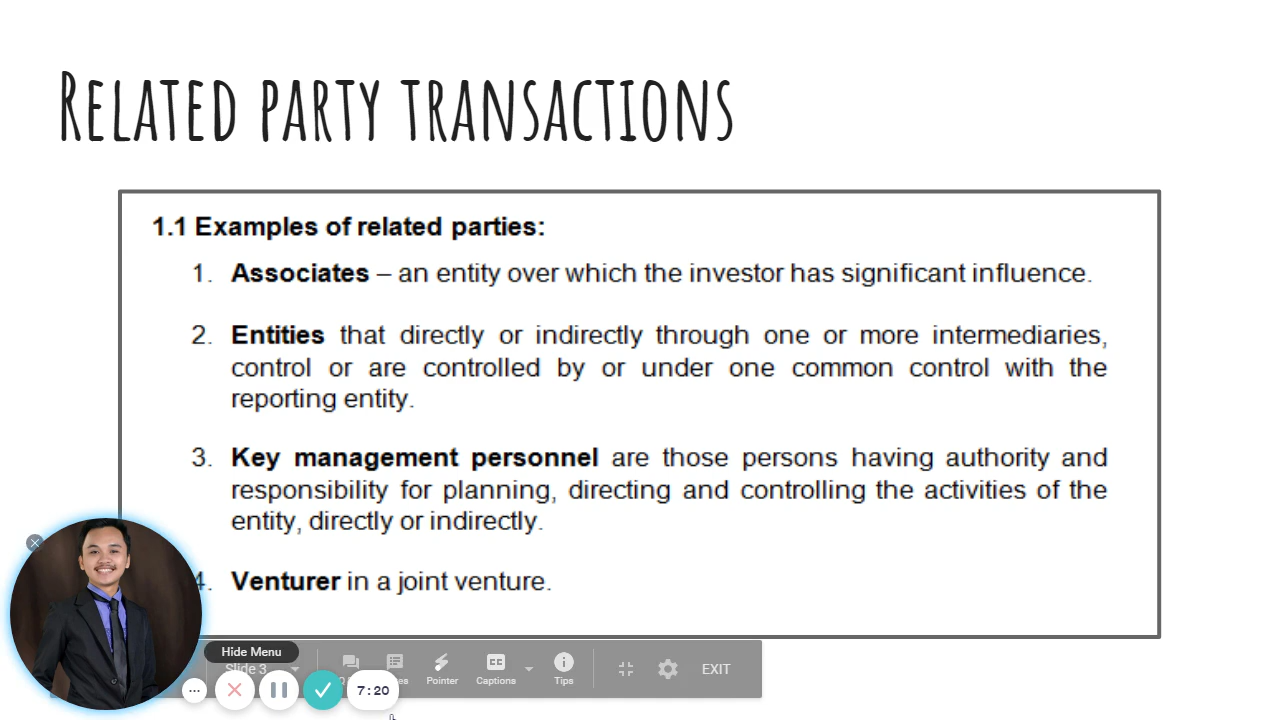 RELATED PARTY TRANSACTIONS
1.1 Examples of related parties:
1. Associates – an entity over which the investor has significant influence.
2. Entities that directly or indirectly through one or more intermediaries,
control or are controlled by or under one common control with the
reporting entity.
3. Key management personnel are those persons having authority and
responsibility for planning, directing and controlling the activities of the
entity, directly or indirectly.
4. Venturer in a joint venture.
Hide Menu
Slide 3
Pointer
CC
Captions
Tips
EXIT
7:20